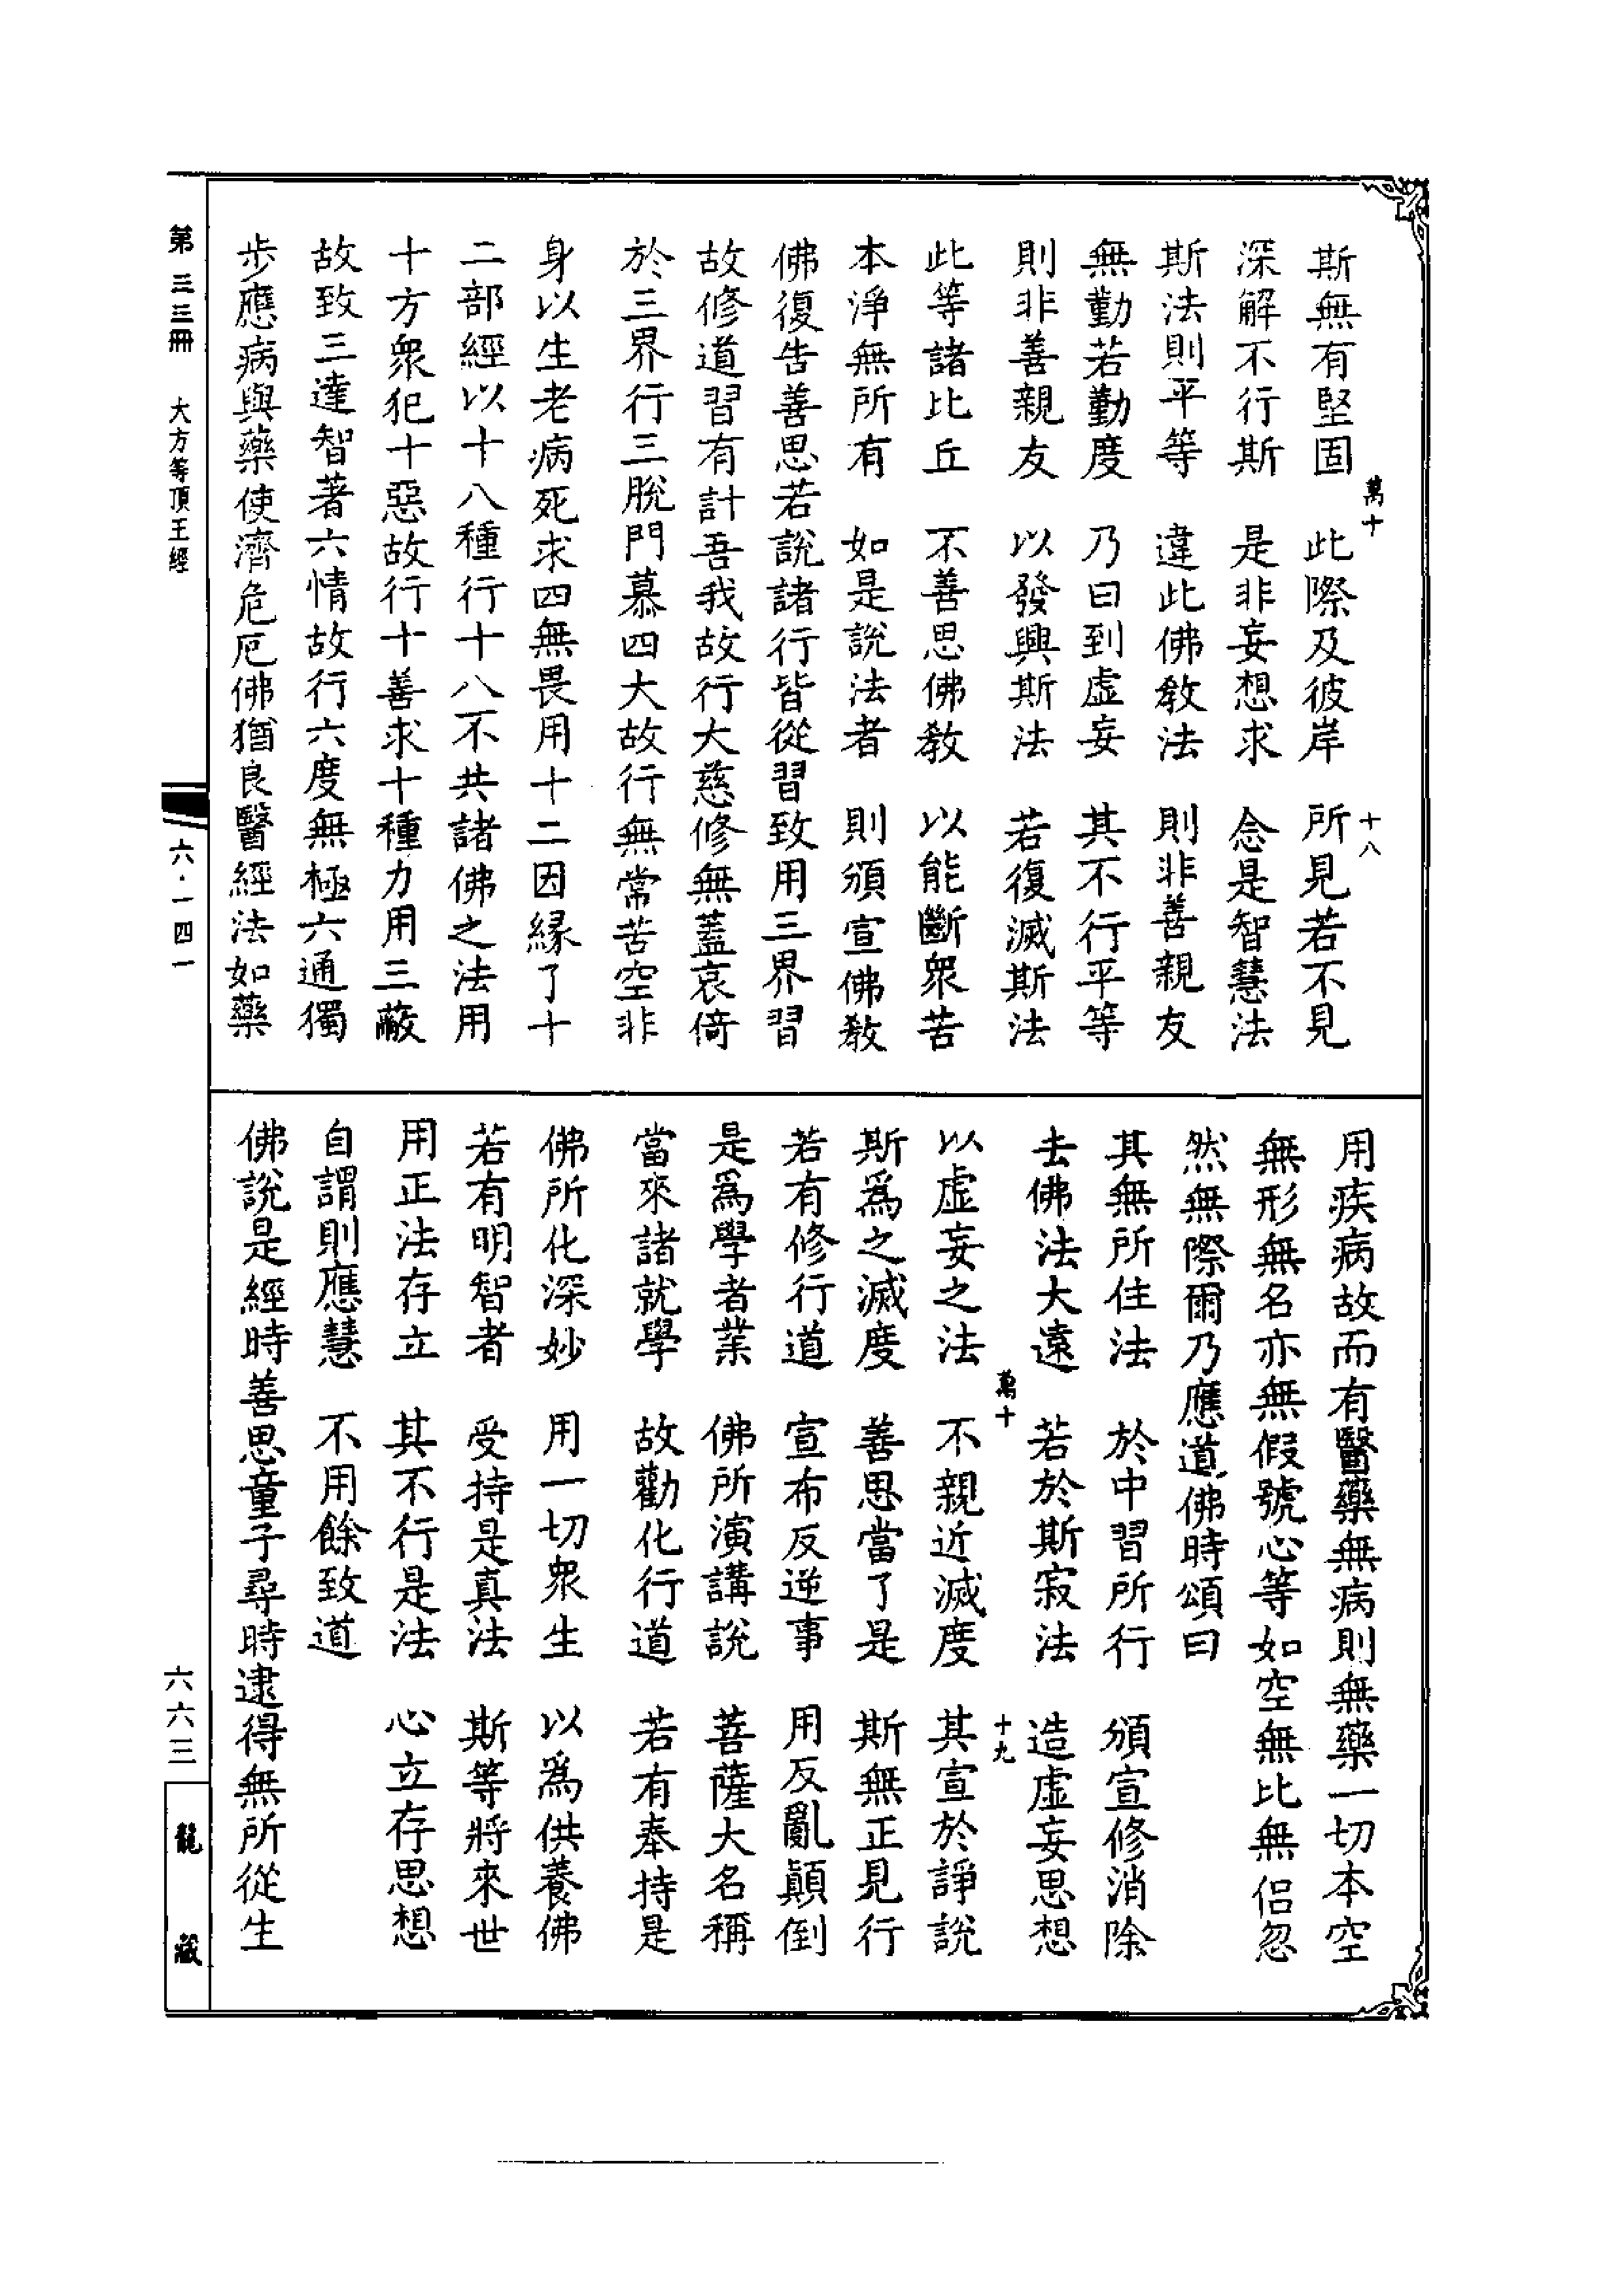 斯無有堅固　此際及彼岸　所見若不見
萬十　十八
深解不行斯　是非妄想求　念是智慧法
斯法則平等　違此佛教法　則非善親友
無勤若勤度　乃曰到虛妄　其不行平等
則非善親友　以發興斯法　若復滅斯法
此等諸比丘　不善思佛教　以能斷眾苦
本淨無所有　如是說法者　則頒宣佛教
佛復告善思若說諸行皆從習致用三界習
故修道習有計吾我故行大慈修無蓋哀倚
於三界行三脫門慕四大故行無常苦空非
身以生老病死求四無畏用十二因緣了十
二部經以十八種行十八不共諸佛之法用
十方眾犯十惡故行十善求十種力用三蔽
故致三達智著六情故行六度無極六通獨
步應病與藥使濟危厄佛猶良醫經法如藥
用疾病故而有醫藥無病則無藥一切本空
無形無名亦無假號心等如空無比無侶忽
然無際爾乃應道佛時頌曰
其無所住法　於中習所行　頒宣修消除
去佛法大遠　若於斯寂法　造虛妄思想
萬十　十九
以虛妄之法　不親近滅度　其宣於諍說
斯為之滅度　善思當了是　斯無正見行
若有修行道　宣布反逆事　用反亂顛倒
是為學者業　佛所演講說　菩薩大名稱
當來諸就學　故勸化行道　若有奉持是
佛所化深妙　用一切眾生　以為供養佛
若有明智者　受持是真法　斯等將來世
用正法存立　其不行是法　心立存思想
自謂則應慧　不用餘致道
佛說是經時善思童子尋時逮得無所從生
第三三冊　大方等頂王經　六·一四一　六六三　龍藏